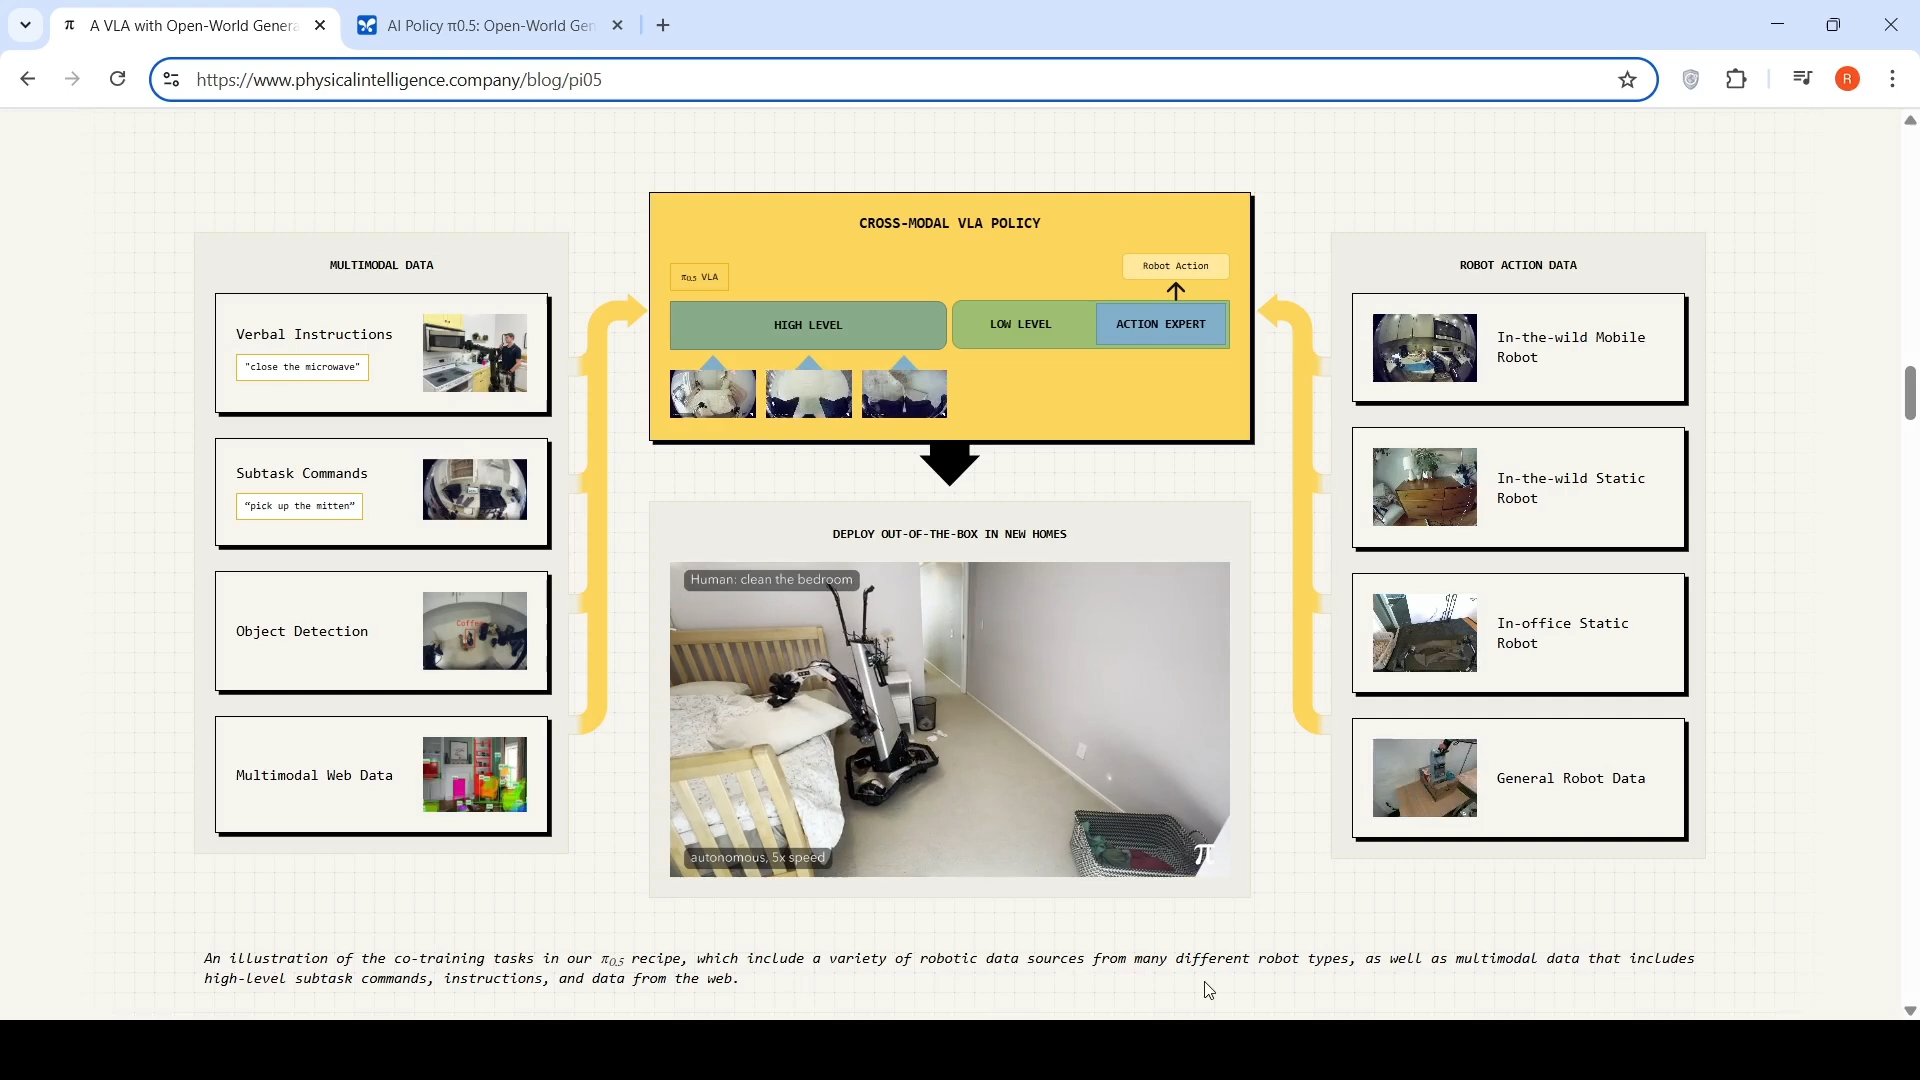 π A VLA with Open-World Genera
AI Policy π0.5: Open-World Gen
https://www.physicalintelligence.company/blog/pi05
R
MULTIMODAL DATA
Verbal Instructions
"close the microwave"
Subtask Commands
“pick up the mitten”
Object Detection
Coffee
Multimodal Web Data
CROSS-MODAL VLA POLICY
π0.5 VLA
Robot Action
HIGH LEVEL
LOW LEVEL
ACTION EXPERT
DEPLOY OUT-OF-THE-BOX IN NEW HOMES
Human: clean the bedroom
autonomous, 5x speed
π
ROBOT ACTION DATA
In-the-wild Mobile
Robot
In-the-wild Static
Robot
In-office Static
Robot
General Robot Data
An illustration of the co-training tasks in our π0.5 recipe, which include a variety of robotic data sources from many different robot types, as well as multimodal data that includes
high-level subtask commands, instructions, and data from the web.